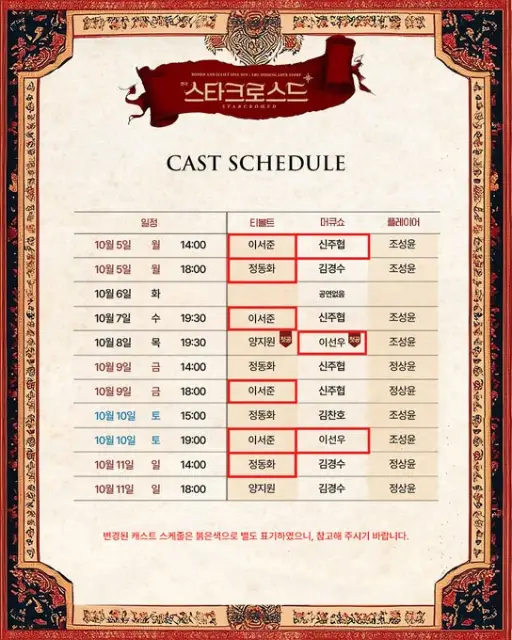 연극
스타크로스드
STARCROSSED
CAST SCHEDULE
일정 티볼트 머큐쇼 플레이어
10월 5일 월 14:00 이서준 신주협 조성윤
10월 5일 월 18:00 정동화 김경수 조성윤
10월 6일 화 공연없음
10월 7일 수 19:30 이서준 신주협 조성윤
10월 8일 목 19:30 양지원 첫공 이선우 첫공 조성윤
10월 9일 금 14:00 정동화 신주협 정상윤
10월 9일 금 18:00 이서준 신주협 정상윤
10월 10일 토 15:00 정동화 김찬호 조성윤
10월 10일 토 19:00 이서준 이선우 조성윤
10월 11일 일 14:00 정동화 김경수 정상윤
10월 11일 일 18:00 양지원 김경수 정상윤
변경된 캐스트 스케줄은 붉은색으로 별도 표기하였으니, 참고해 주시기 바랍니다.